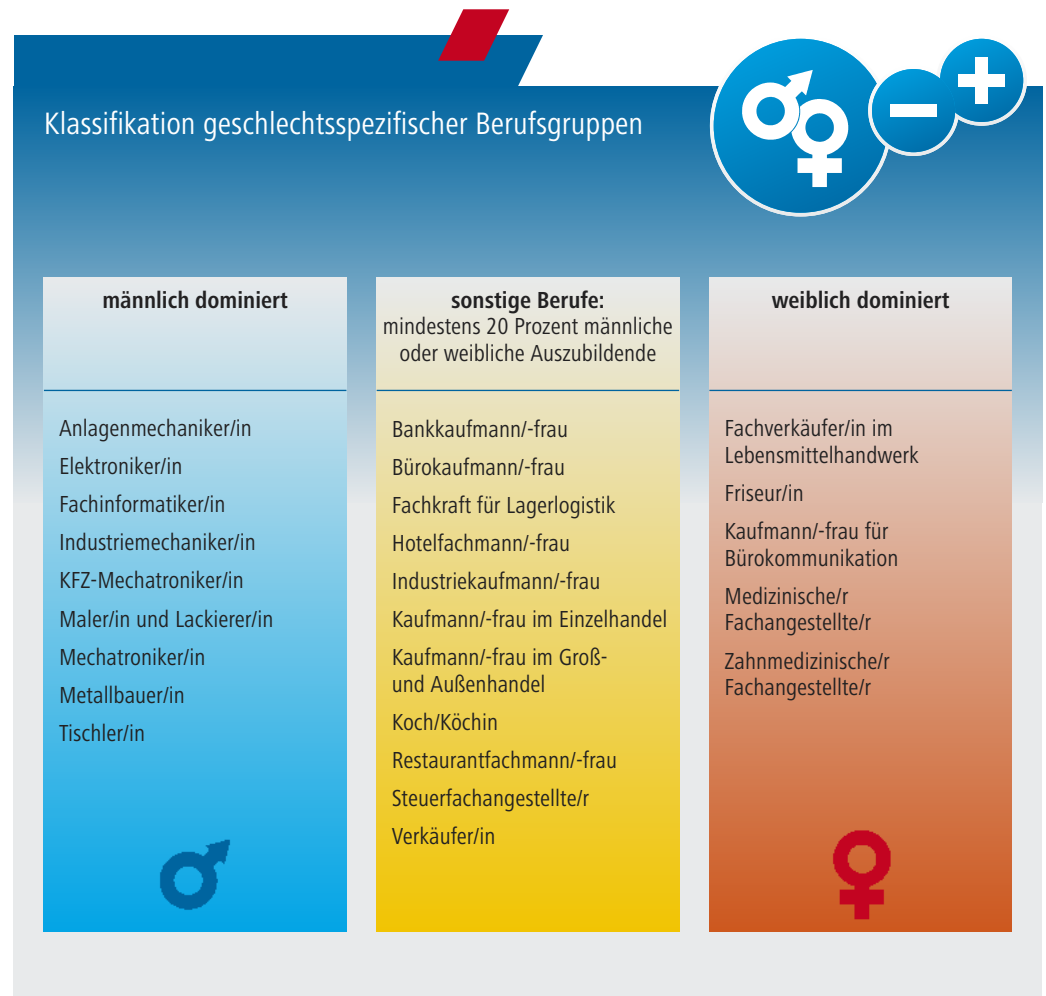 Klassifikation geschlechtsspezifischer Berufsgruppen
männlich dominiert
Anlagenmechaniker/in
Elektroniker/in
Fachinformatiker/in
Industriemechaniker/in
KFZ-Mechatroniker/in
Maler/in und Lackierer/in
Mechatroniker/in
Metallbauer/in
Tischler/in
sonstige Berufe:
mindestens 20 Prozent männliche
oder weibliche Auszubildende
Bankkaufmann/-frau
Bürokaufmann/-frau
Fachkraft für Lagerlogistik
Hotelfachmann/-frau
Industriekaufmann/-frau
Kaufmann/-frau im Einzelhandel
Kaufmann/-frau im Groß-
und Außenhandel
Koch/Köchin
Restaurantfachmann/-frau
Steuerfachangestellte/r
Verkäufer/in
weiblich dominiert
Fachverkäufer/in im
Lebensmittelhandwerk
Friseur/in
Kaufmann/-frau für
Bürokommunikation
Medizinische/r
Fachangestellte/r
Zahnmedizinische/r
Fachangestellte/r